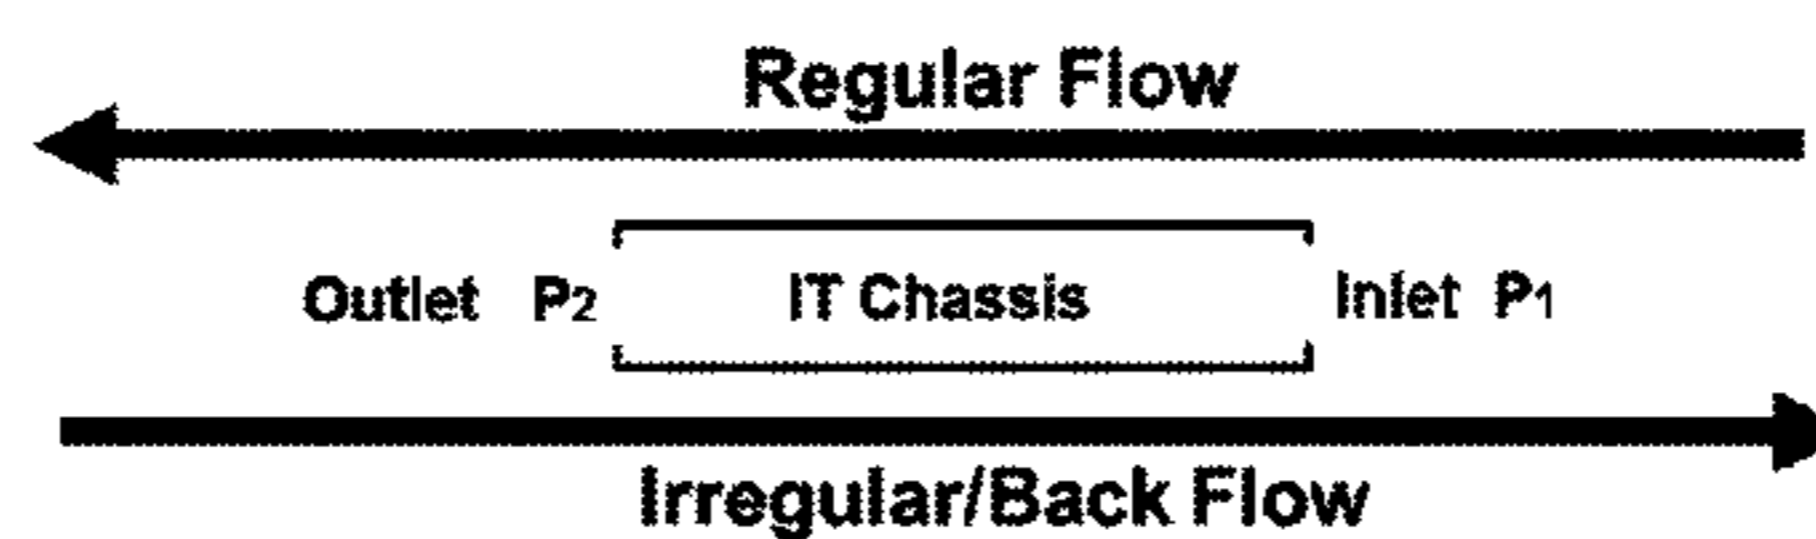 Regular Flow
Outlet P₂ IT Chassis Inlet P₁
Irregular/Back Flow